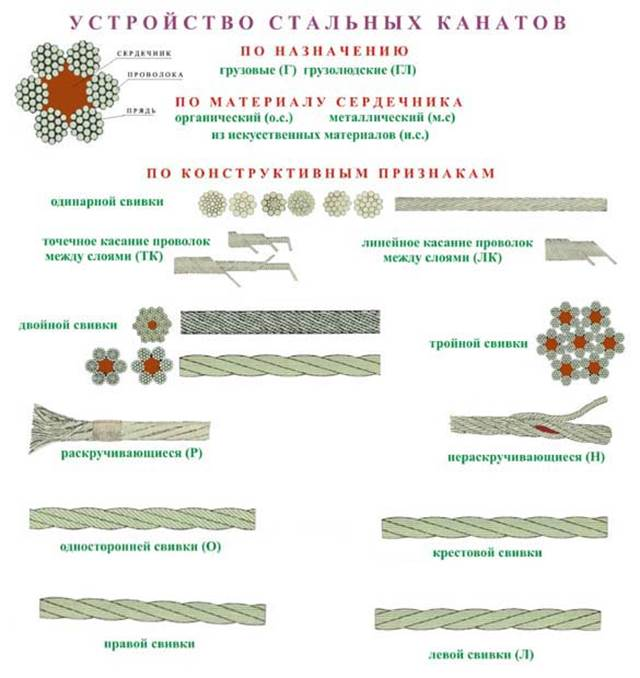 УСТРОЙСТВО СТАЛЬНЫХ КАНАТОВ
СЕРДЕЧНИК
ПРОВОЛОКА
ПРЯДЬ
ПО НАЗНАЧЕНИЮ
грузовые (Г) грузолюдские (ГЛ)
ПО МАТЕРИАЛУ СЕРДЕЧНИКА
органический (о.с.) металлический (м.с)
из искусственных материалов (и.с.)
ПО КОНСТРУКТИВНЫМ ПРИЗНАКАМ
одинарной свивки
точечное касание проволок
между слоями (ТК)
линейное касание проволок
между слоями (ЛК)
двойной свивки
тройной свивки
раскручивающиеся (Р)
нераскручивающиеся (Н)
односторонней свивки (О)
крестовой свивки
правой свивки
левой свивки (Л)